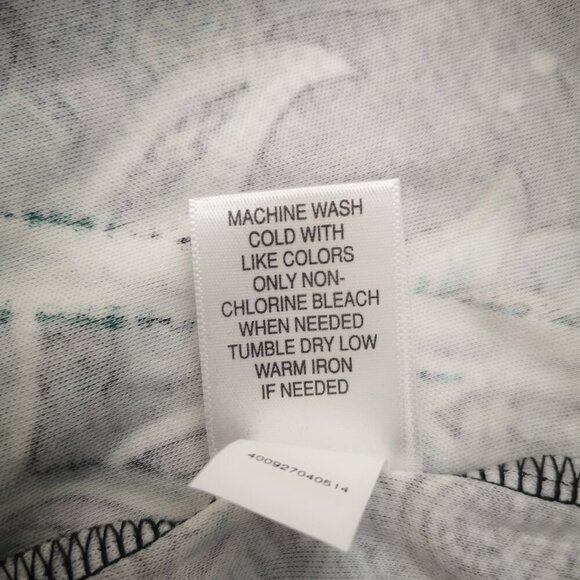 MACHINE WASH
COLD WITH
LIKE COLORS
ONLY NON-
CHLORINE BLEACH
WHEN NEEDED
TUMBLE DRY LOW
WARM IRON
IF NEEDED
400927040514